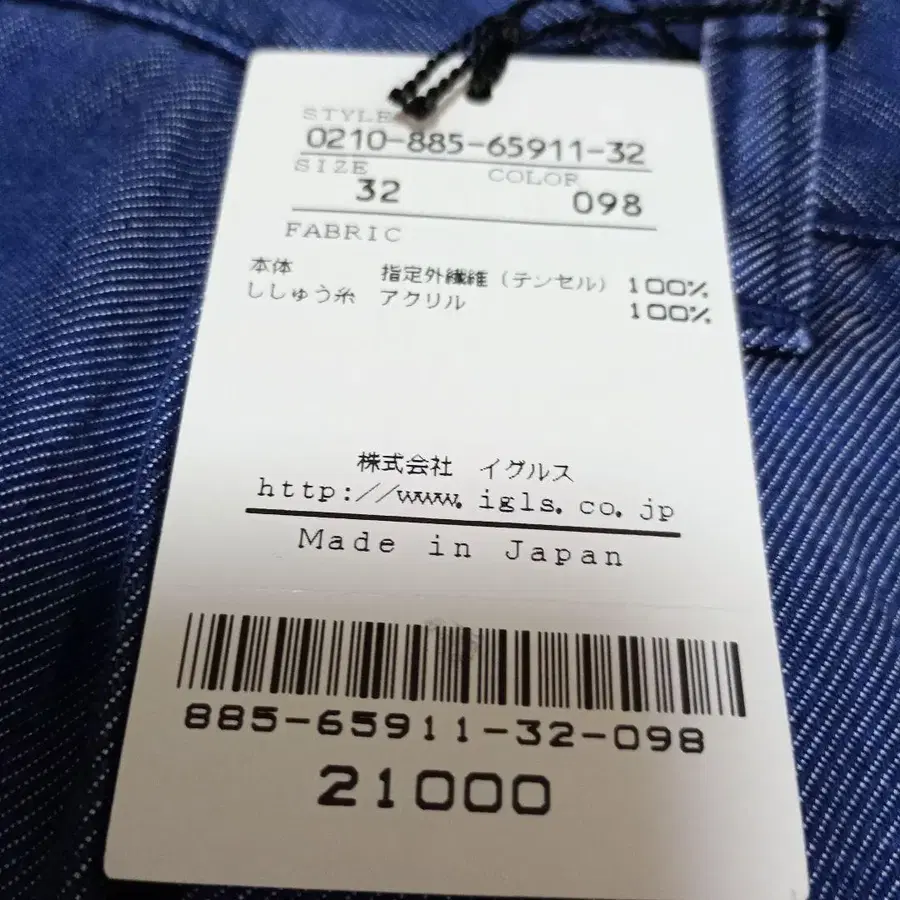 STYLE
0210-885-65911-32
SIZE COLOR
32 098
FABRIC
本体 指定外繊維（テンセル） 100%
ししゅう糸 アクリル 100%
株式会社 イグルス
http://www.igls.co.jp
Made in Japan
885-65911-32-098
21000